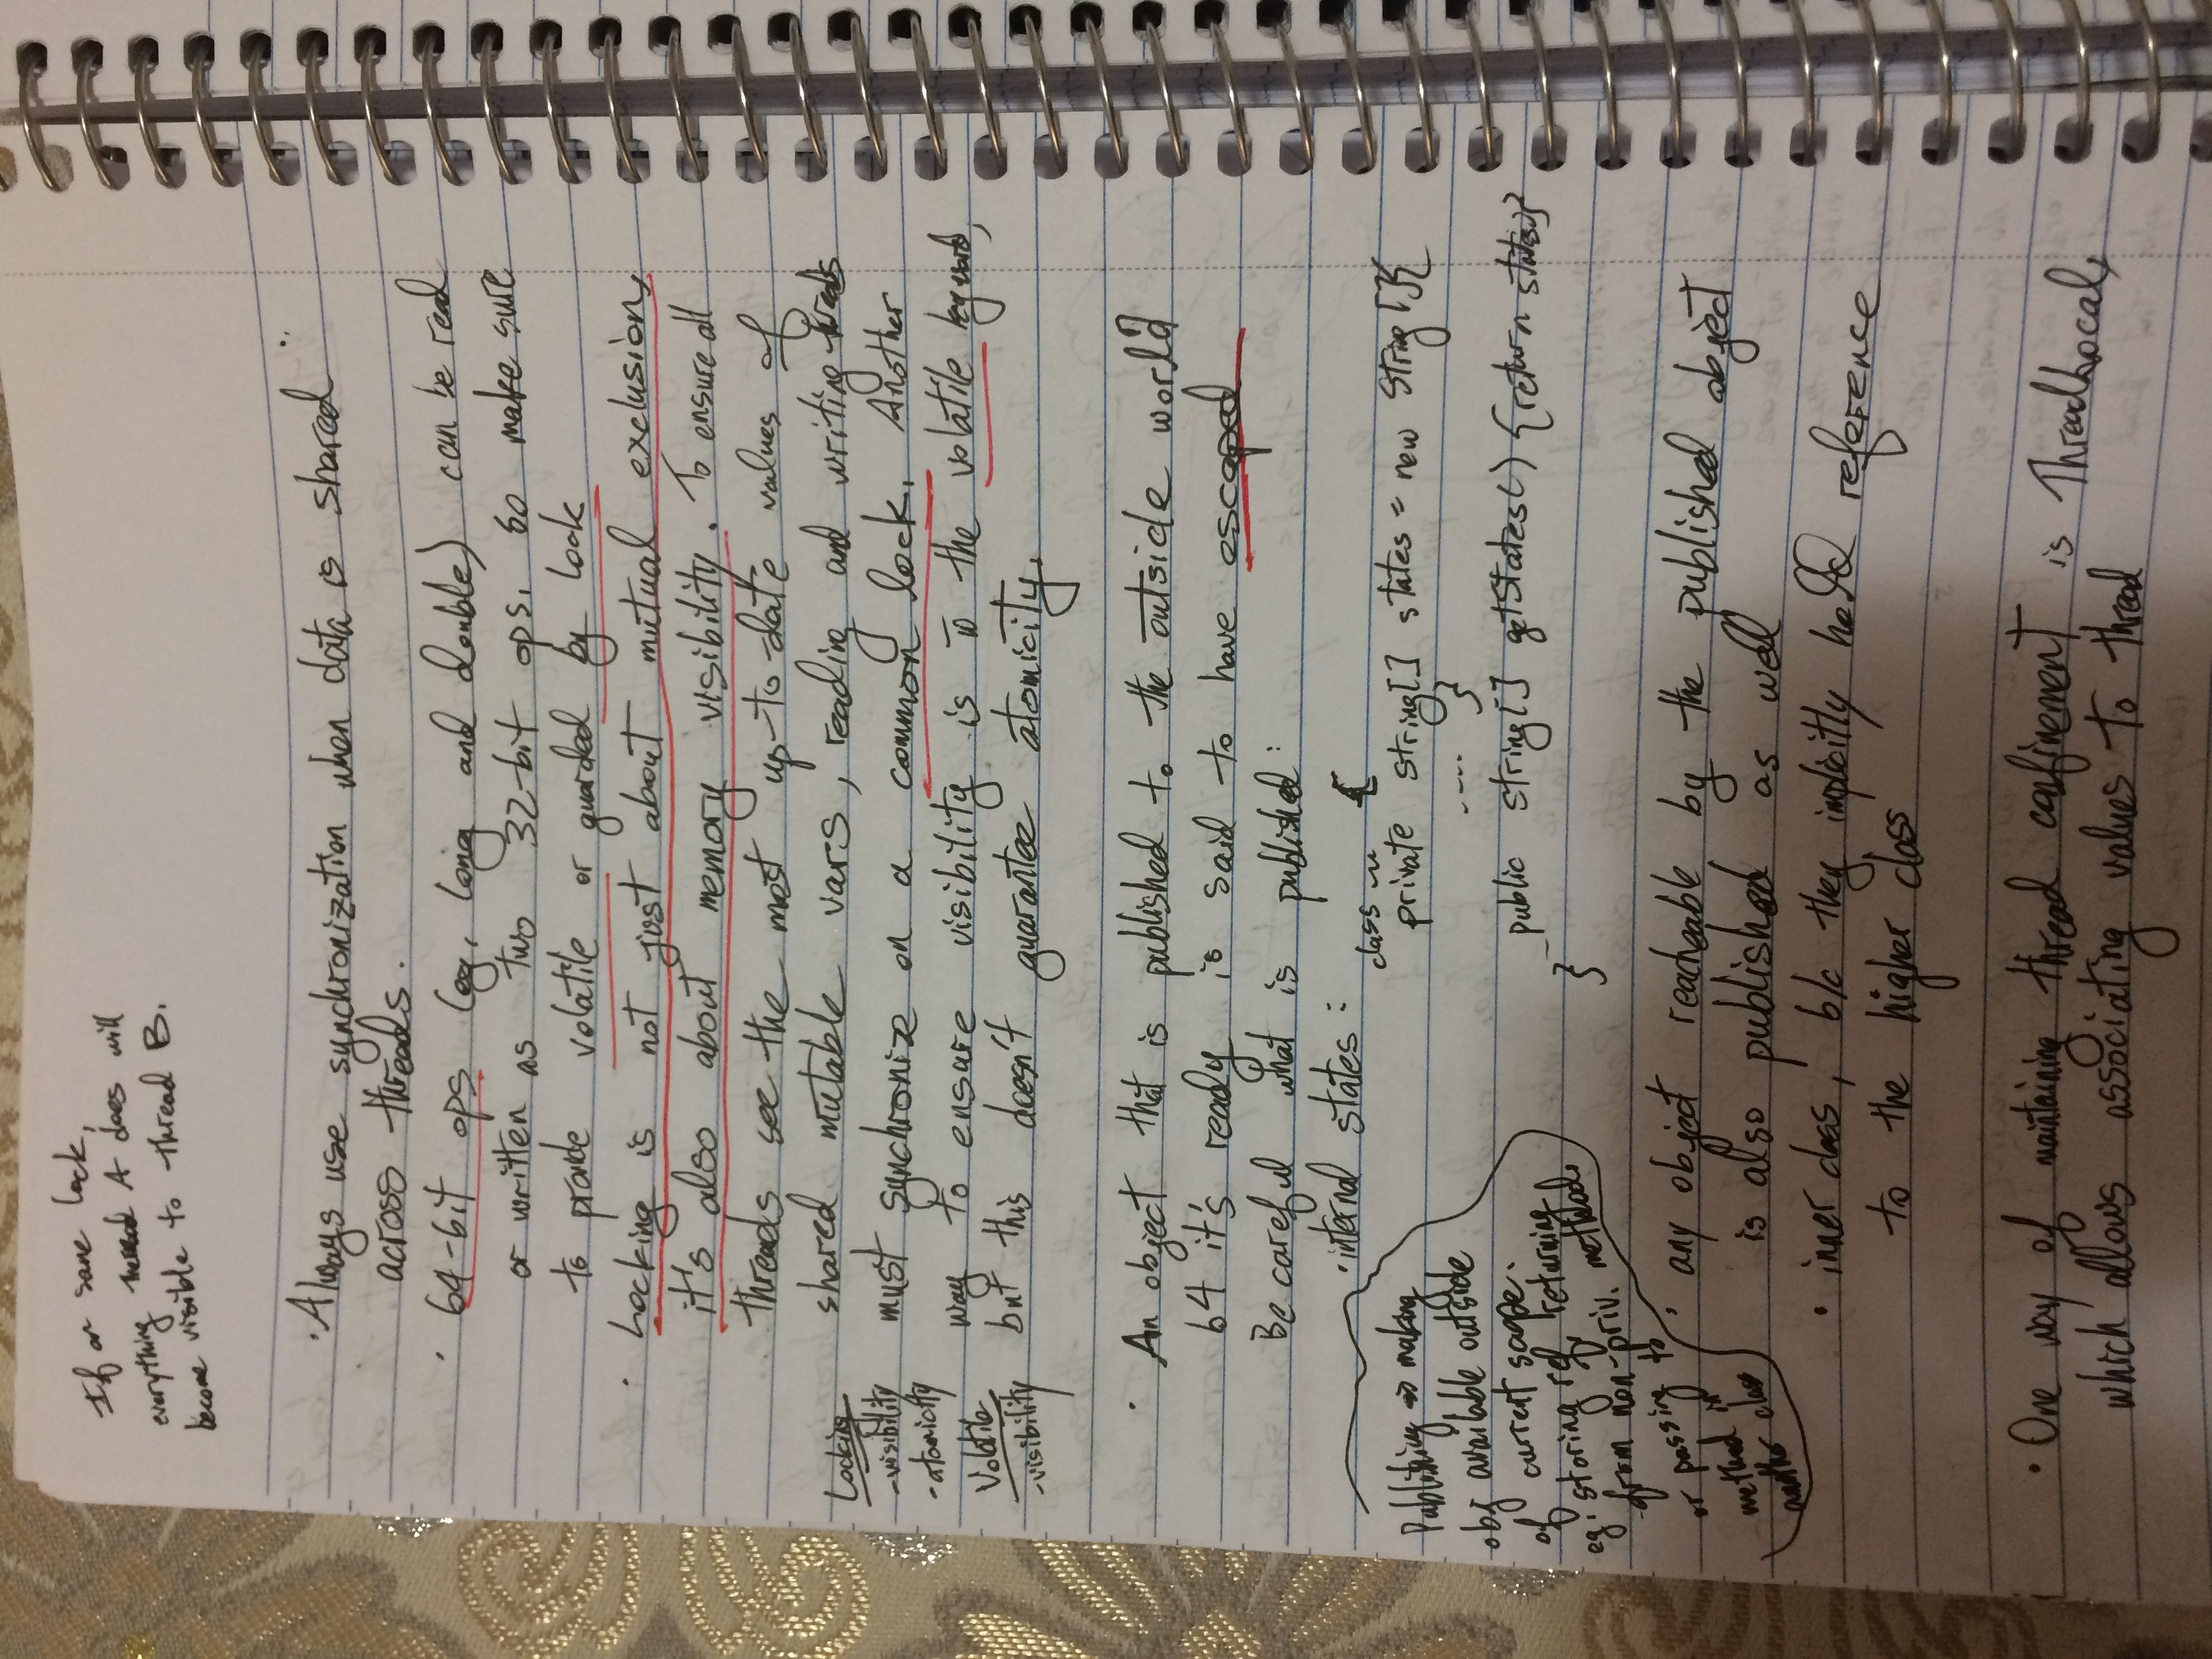 If on same lock,
everything thread A does will
become visible to thread B.
·Always use synchronization when data is shared
across threads.
· 64-bit ops (eg, long and double) can be read
or written as two 32-bit ops, so make sure
to provide volatile or guarded by lock
· Locking is not just about mutual exclusion,
it's also about memory visibility. To ensure all
threads see the most up-to-date values of
shared mutable vars, reading and writing threads
must synchronize on a common lock. Another
way to ensure visibility is the volatile keyword,
but this doesn't guarantee atomicity.
Locking
-visibility
-atomicity
Volatile
-visibility
· An object that is published to the outside world
b4 it's ready is said to have escaped
Be careful what is published:
·internal states:
class {
private String[] states = new String[]{
.... }
public String[] getStates() {return states;}
}
Publishing => making
obj available outside
of current scope.
eg: storing ref, returning
from non-priv. method,
or passing to
method in
another class
· any object reacheable by the published object
is also published as well
· inner class, b/c they implicitly hold reference
to the higher class
· One way of maintaining thread confinement is ThreadLocal,
which allows associating values to thread